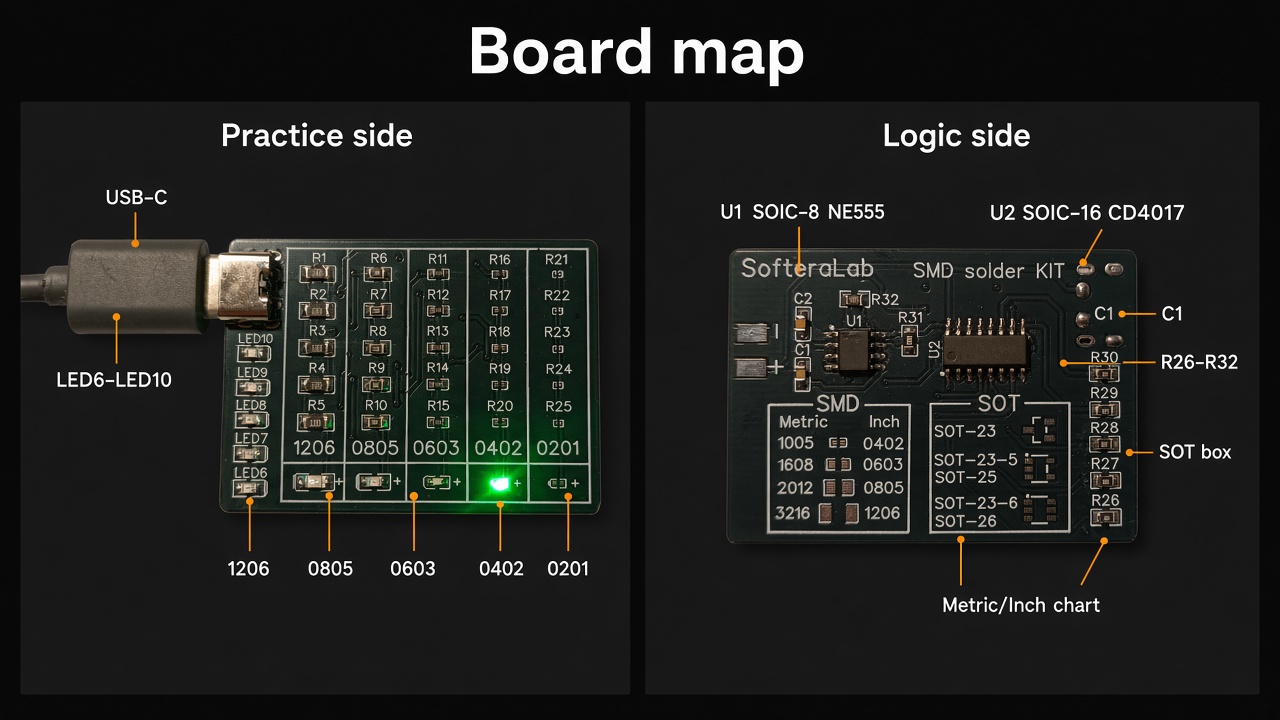 Board map
Practice side
USB-C
LED6-LED10
R1 R6 R11 R16 R21
R2 R7 R12 R17 R22
R3 R8 R13 R18 R23
R4 R9 R14 R19 R24
R5 R10 R15 R20 R25
1206 0805 0603 0402 0201
+ + + + +
LED10
LED9
LED8
LED7
LED6
1206 0805 0603 0402 0201
Logic side
U1 SOIC-8 NE555
U2 SOIC-16 CD4017
SofteraLab SMD solder KIT
C2 R32
U1 R31
U2
C1
- +
C1
R30
R29
R28
R27
R26
SMD
Metric Inch
1005 0402
1608 0603
2012 0805
3216 1206
SOT
SOT-23
SOT-23-5
SOT-25
SOT-23-6
SOT-26
C1
R26-R32
SOT box
Metric/Inch chart